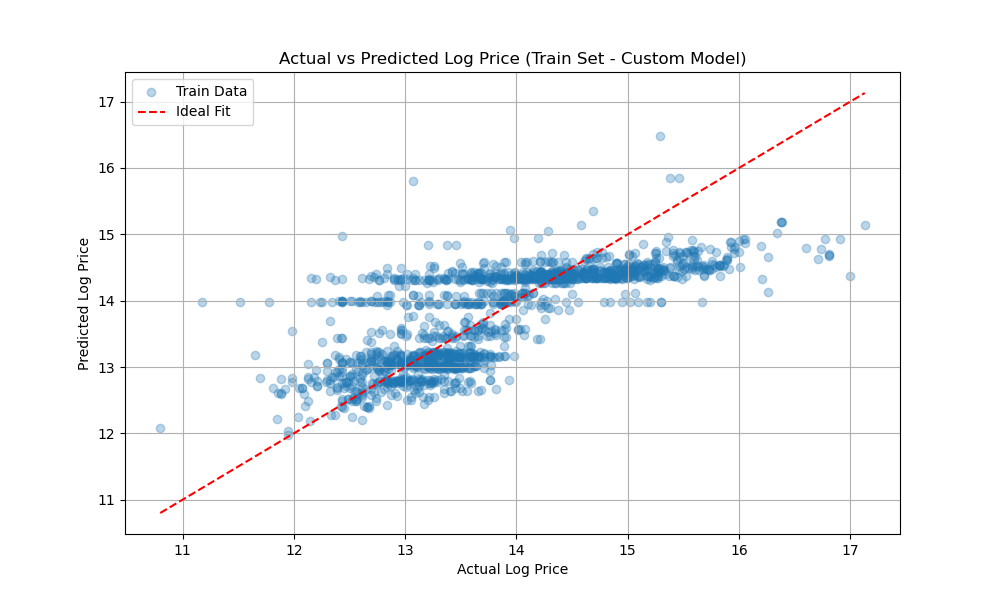 Actual vs Predicted Log Price (Train Set - Custom Model)
Train Data
Ideal Fit
Predicted Log Price
17
16
15
14
13
12
11
11 12 13 14 15 16 17
Actual Log Price